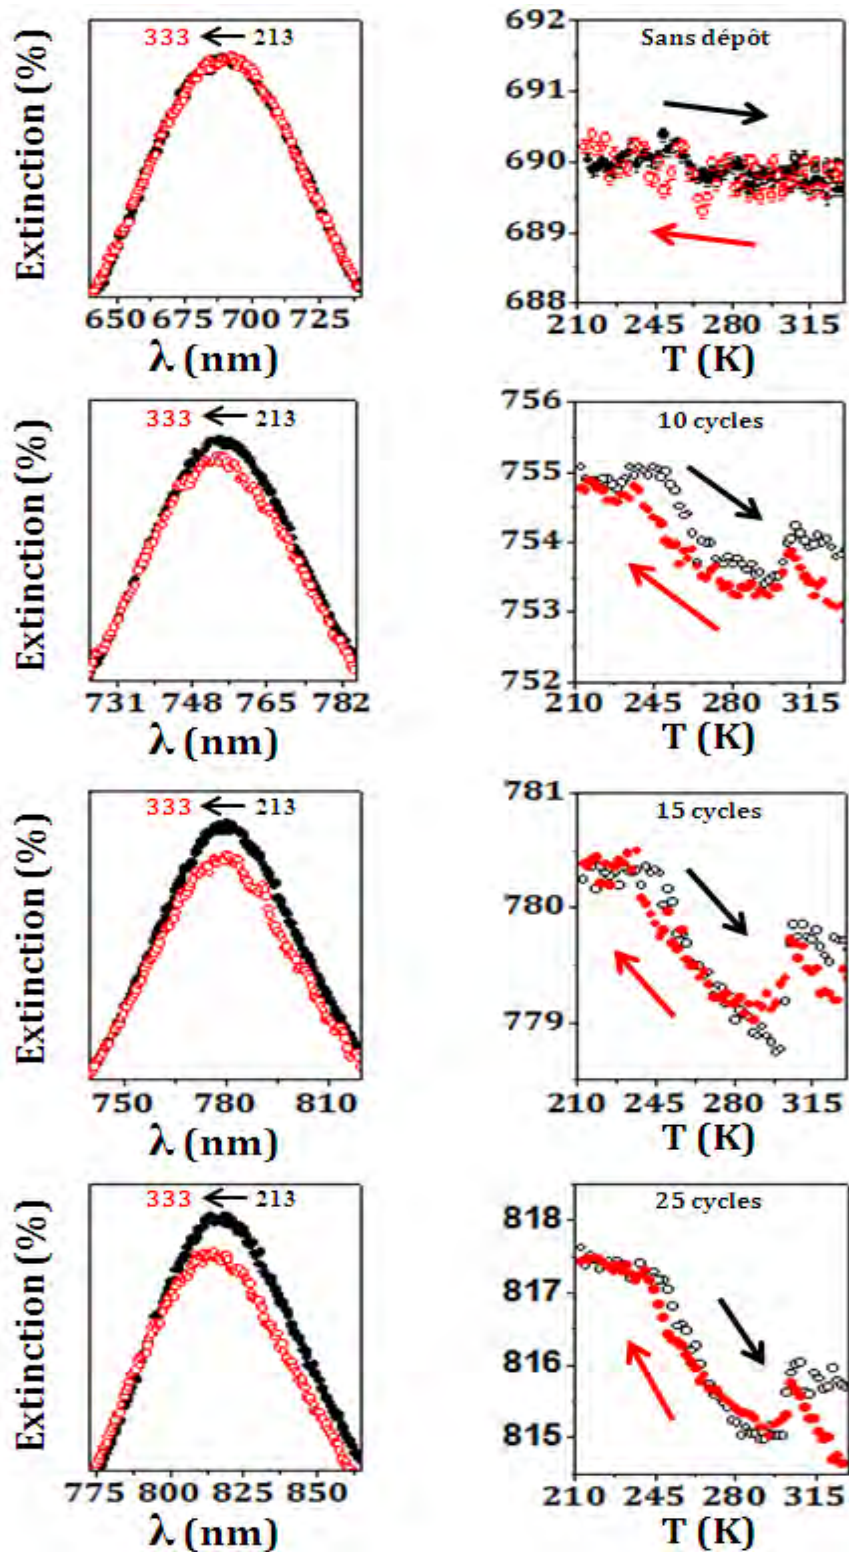 Extinction (%)
333 ← 213
650 675 700 725
λ (nm)
Sans dépôt
692
691
690
689
688
210 245 280 315
T (K)
Extinction (%)
333 ← 213
731 748 765 782
λ (nm)
10 cycles
756
755
754
753
752
210 245 280 315
T (K)
Extinction (%)
333 ← 213
750 780 810
λ (nm)
15 cycles
781
780
779
210 245 280 315
T (K)
Extinction (%)
333 ← 213
775 800 825 850
λ (nm)
25 cycles
818
817
816
815
210 245 280 315
T (K)